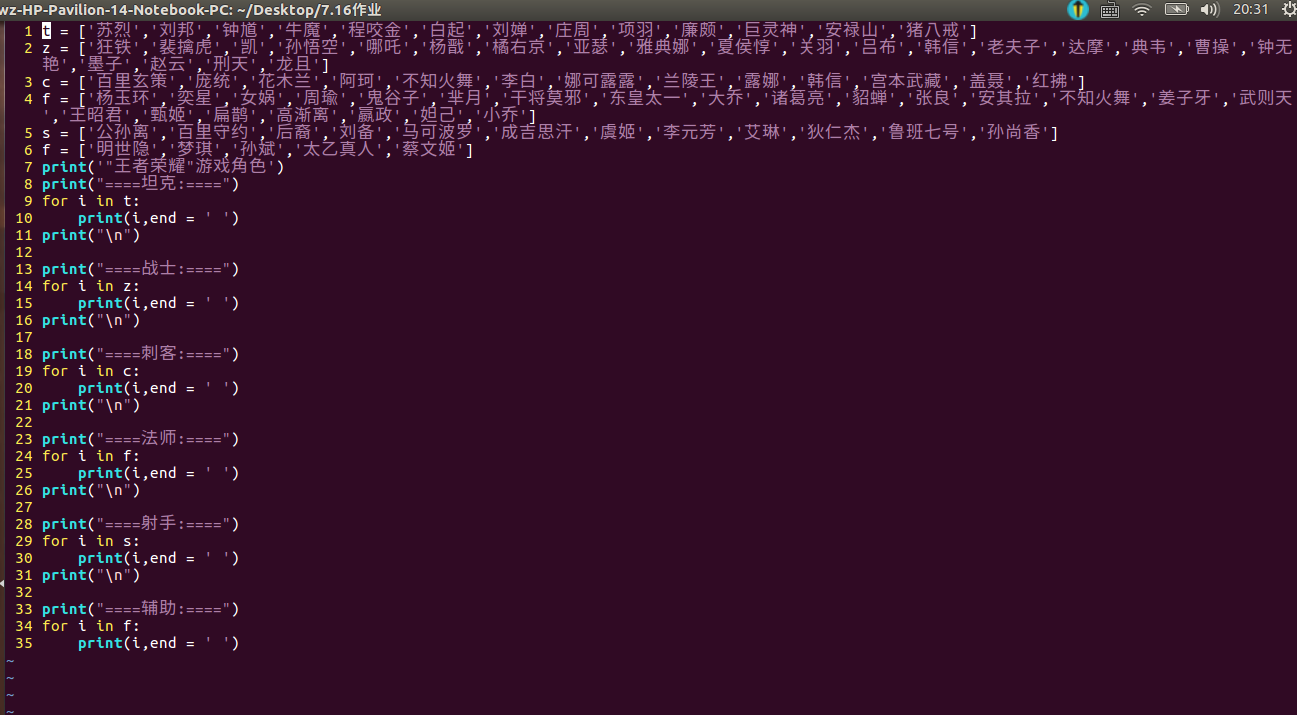 wz-HP-Pavilion-14-Notebook-PC: ~/Desktop/7.16作业 20:31
1 t = ['苏烈','刘邦','钟馗','牛魔','程咬金','白起','刘婵','庄周','项羽','廉颇','巨灵神','安禄山','猪八戒']
2 z = ['狂铁','裴擒虎','凯','孙悟空','哪吒','杨戬','橘右京','亚瑟','雅典娜','夏侯惇','关羽','吕布','韩信','老夫子','达摩','典韦','曹操','钟无
艳','墨子','赵云','刑天','龙且']
3 c = ['百里玄策','庞统','花木兰','阿珂','不知火舞','李白','娜可露露','兰陵王','露娜','韩信','宫本武藏','盖聂','红拂']
4 f = ['杨玉环','奕星','女娲','周瑜','鬼谷子','芈月','干将莫邪','东皇太一','大乔','诸葛亮','貂蝉','张良','安其拉','不知火舞','姜子牙','武则天
','王昭君','甄姬','扁鹊','高渐离','嬴政','妲己','小乔']
5 s = ['公孙离','百里守约','后裔','刘备','马可波罗','成吉思汗','虞姬','李元芳','艾琳','狄仁杰','鲁班七号','孙尚香']
6 f = ['明世隐','梦琪','孙斌','太乙真人','蔡文姬']
7 print('"王者荣耀"游戏角色')
8 print("====坦克:====")
9 for i in t:
10     print(i,end = ' ')
11 print("\n")
12
13 print("====战士:====")
14 for i in z:
15     print(i,end = ' ')
16 print("\n")
17
18 print("====刺客:====")
19 for i in c:
20     print(i,end = ' ')
21 print("\n")
22
23 print("====法师:====")
24 for i in f:
25     print(i,end = ' ')
26 print("\n")
27
28 print("====射手:====")
29 for i in s:
30     print(i,end = ' ')
31 print("\n")
32
33 print("====辅助:====")
34 for i in f:
35     print(i,end = ' ')
~
~
~
~